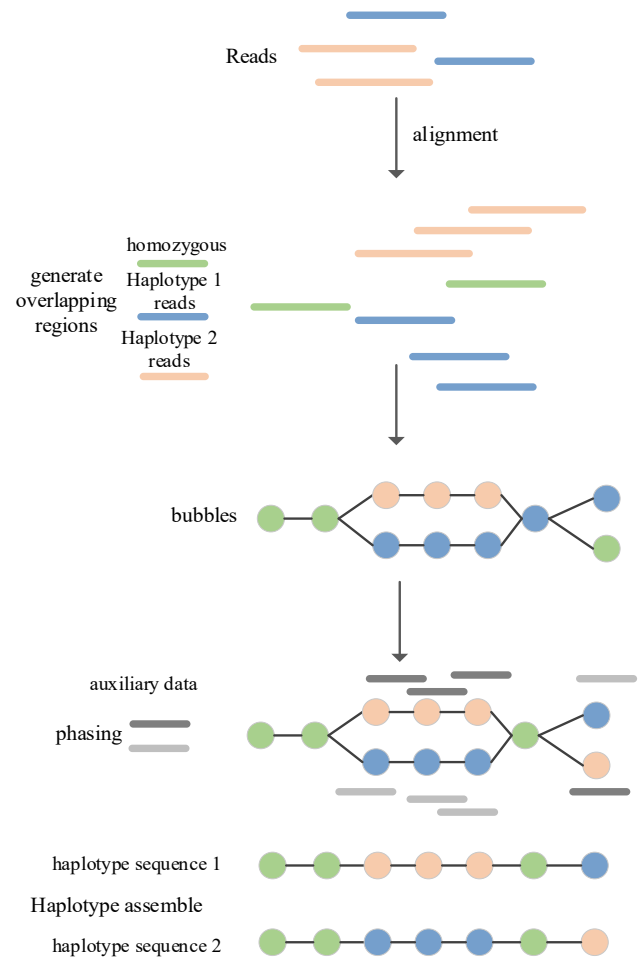 Reads
alignment
homozygous
generate
overlapping
regions
Haplotype 1
reads
Haplotype 2
reads
bubbles
auxiliary data
phasing
haplotype sequence 1
Haplotype assemble
haplotype sequence 2